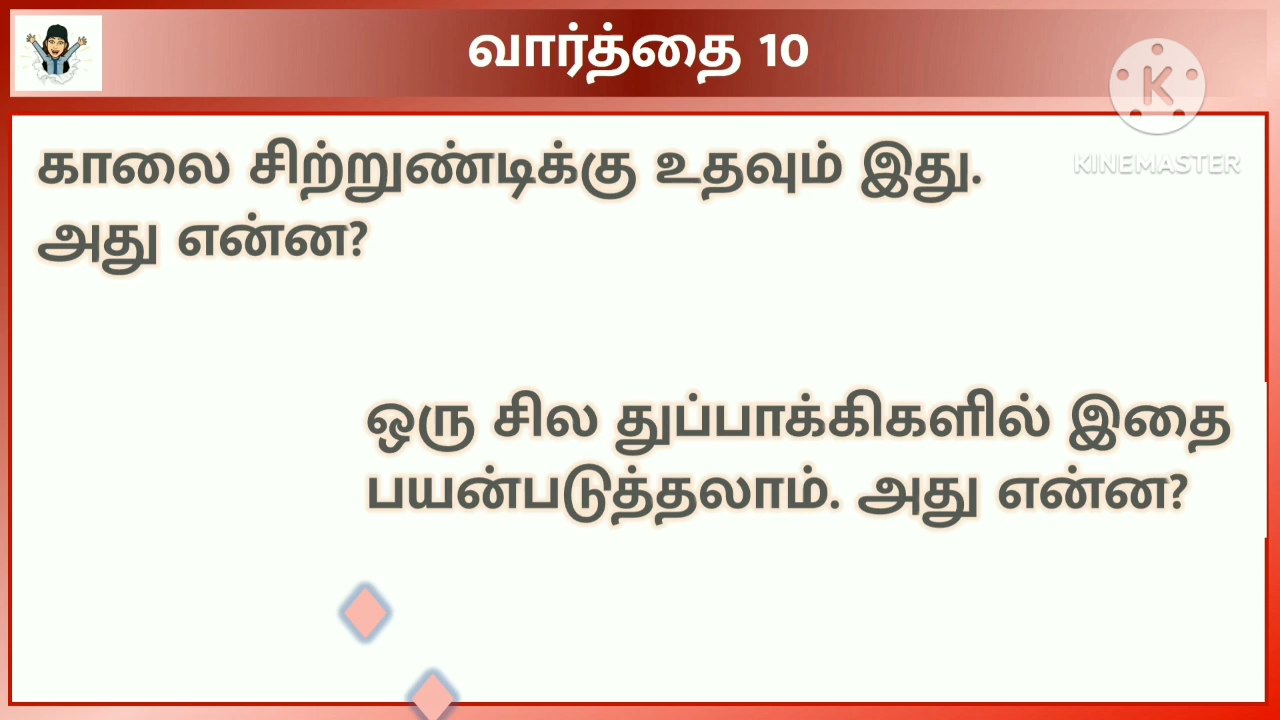 வார்த்தை 10
KINEMASTER
காலை சிற்றுண்டிக்கு உதவும் இது.
அது என்ன?
ஒரு சில துப்பாக்கிகளில் இதை
பயன்படுத்தலாம். அது என்ன?